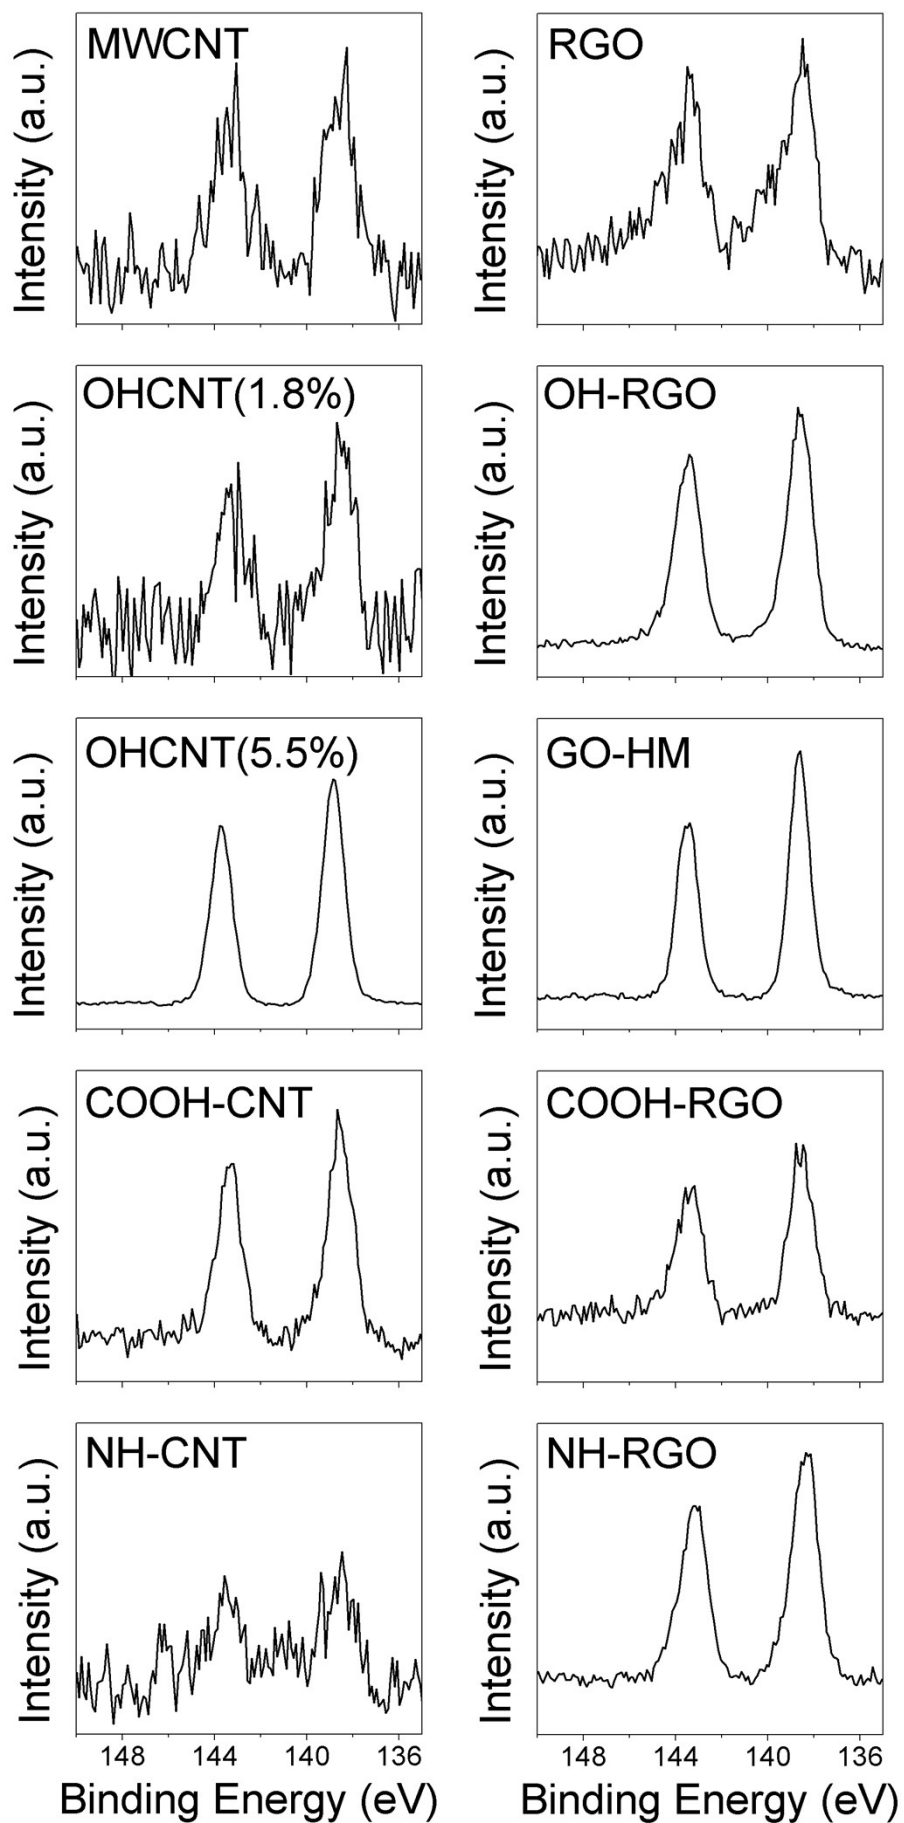 MWCNT
Intensity (a.u.)
RGO
Intensity (a.u.)
OHCNT(1.8%)
Intensity (a.u.)
OH-RGO
Intensity (a.u.)
OHCNT(5.5%)
Intensity (a.u.)
GO-HM
Intensity (a.u.)
COOH-CNT
Intensity (a.u.)
COOH-RGO
Intensity (a.u.)
NH-CNT
Intensity (a.u.)
NH-RGO
Intensity (a.u.)
148 144 140 136
148 144 140 136
Binding Energy (eV)
Binding Energy (eV)